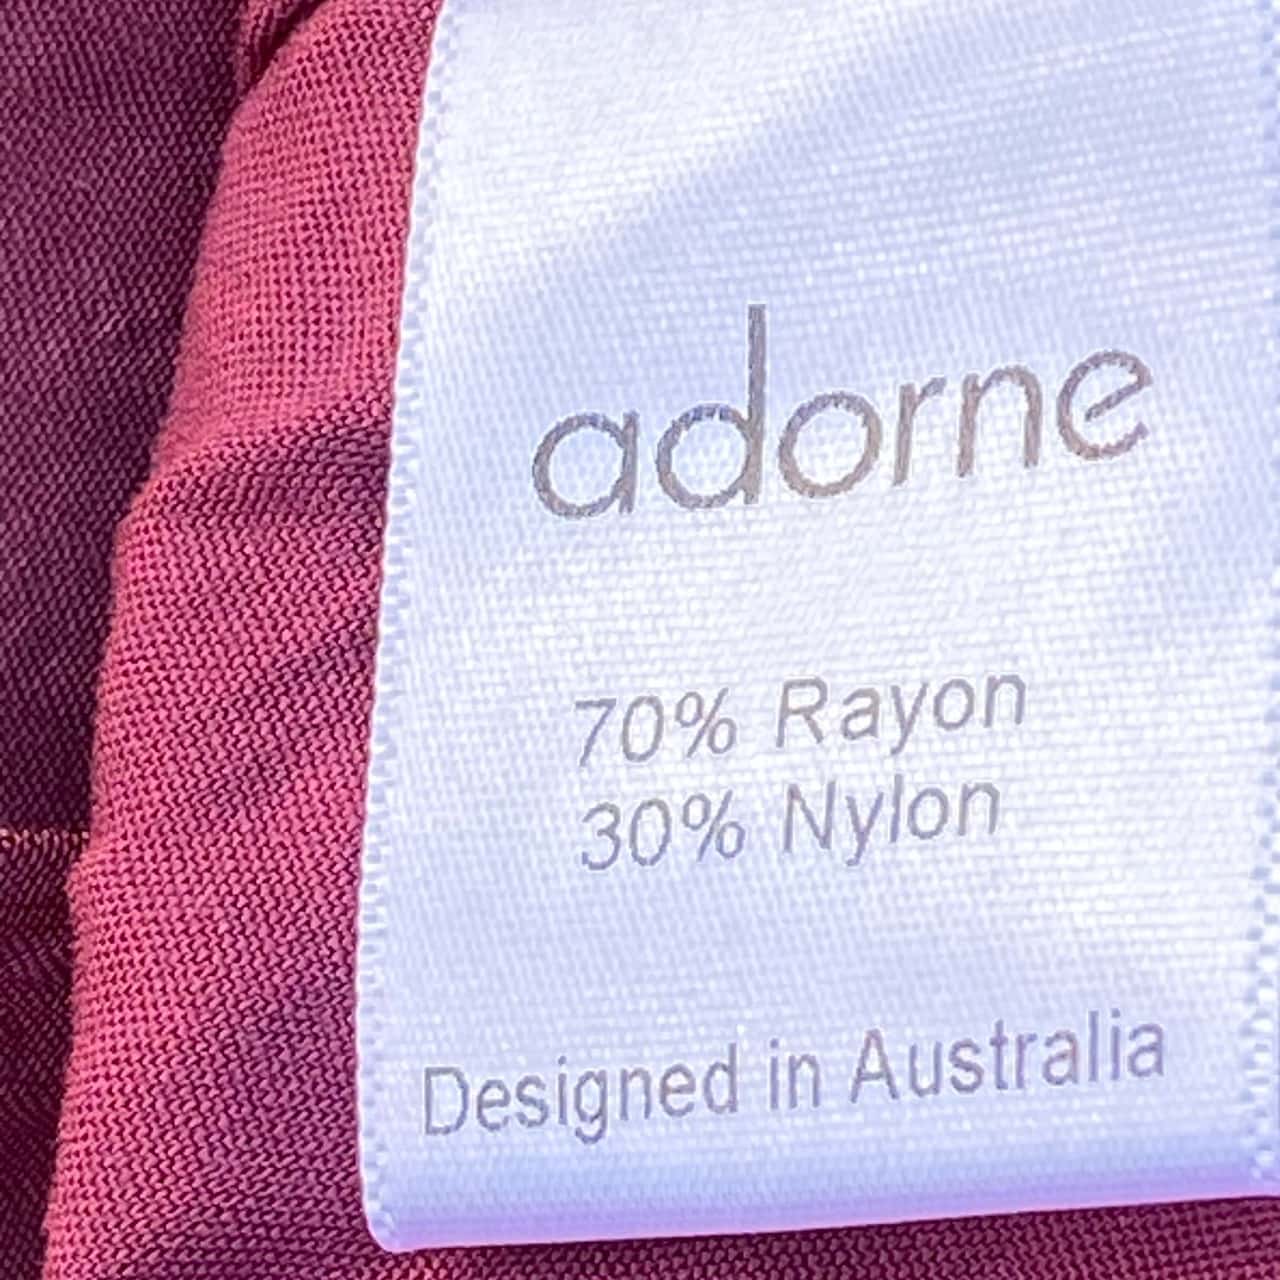 adorne
70% Rayon
30% Nylon
Designed in Australia